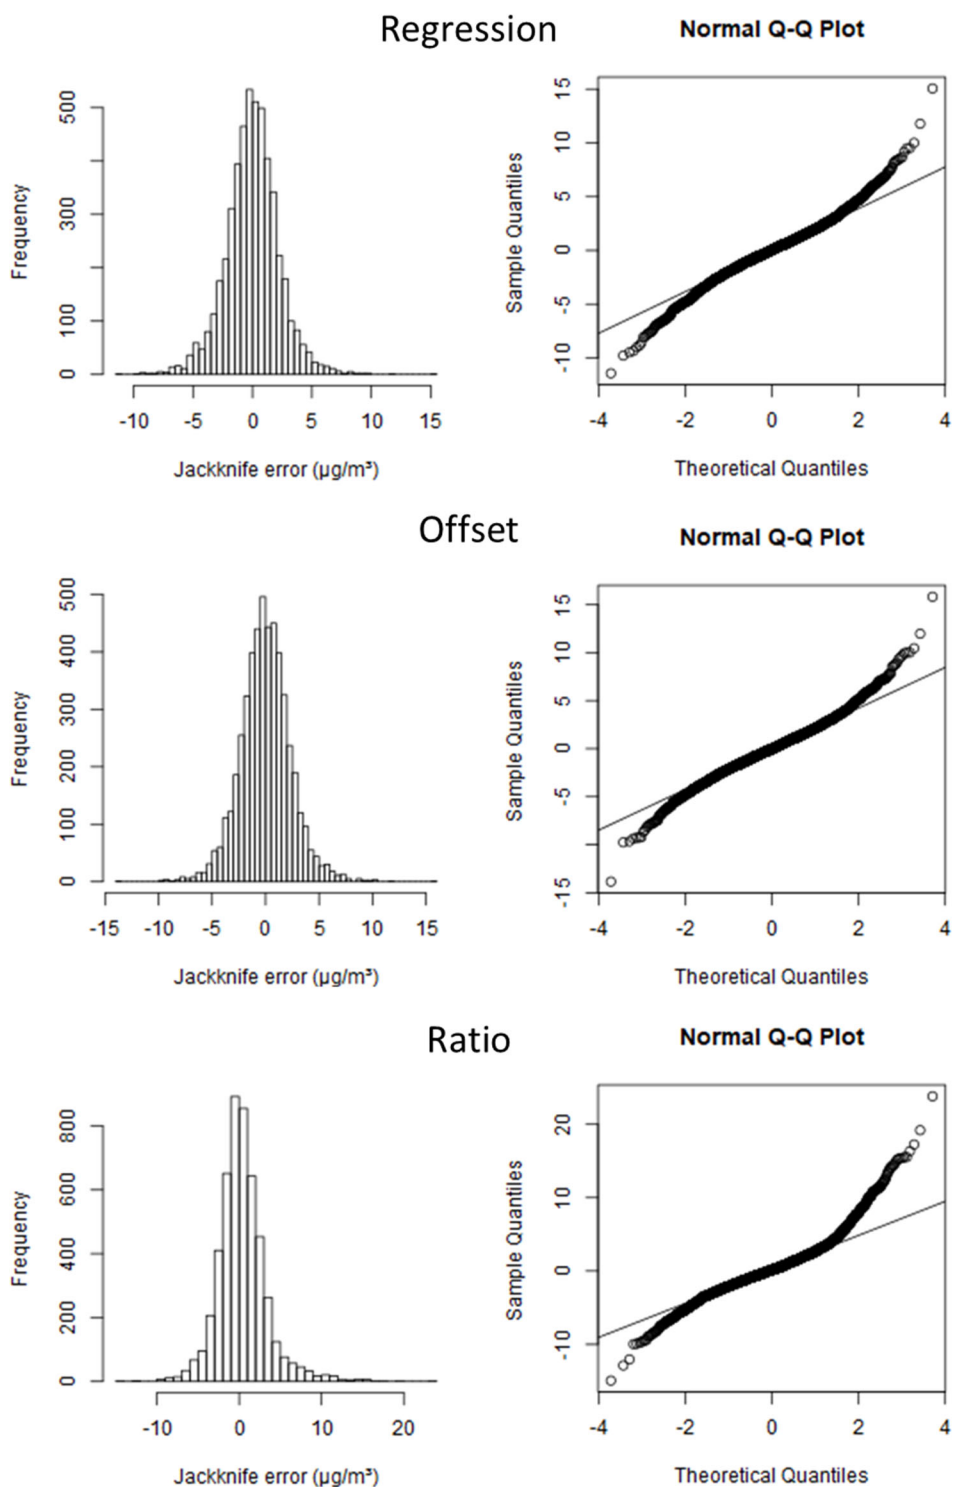 Regression
Normal Q-Q Plot
500
300
100
0
Frequency
-10 -5 0 5 10 15
Jackknife error (µg/m³)
15
10
5
0
-5
-10
Sample Quantiles
-4 -2 0 2 4
Theoretical Quantiles
Offset
Normal Q-Q Plot
500
400
300
200
100
0
Frequency
-15 -10 -5 0 5 10 15
Jackknife error (µg/m³)
15
10
5
0
-5
-15
Sample Quantiles
-4 -2 0 2 4
Theoretical Quantiles
Ratio
Normal Q-Q Plot
800
600
400
200
0
Frequency
-10 0 10 20
Jackknife error (µg/m³)
20
10
0
-10
Sample Quantiles
-4 -2 0 2 4
Theoretical Quantiles